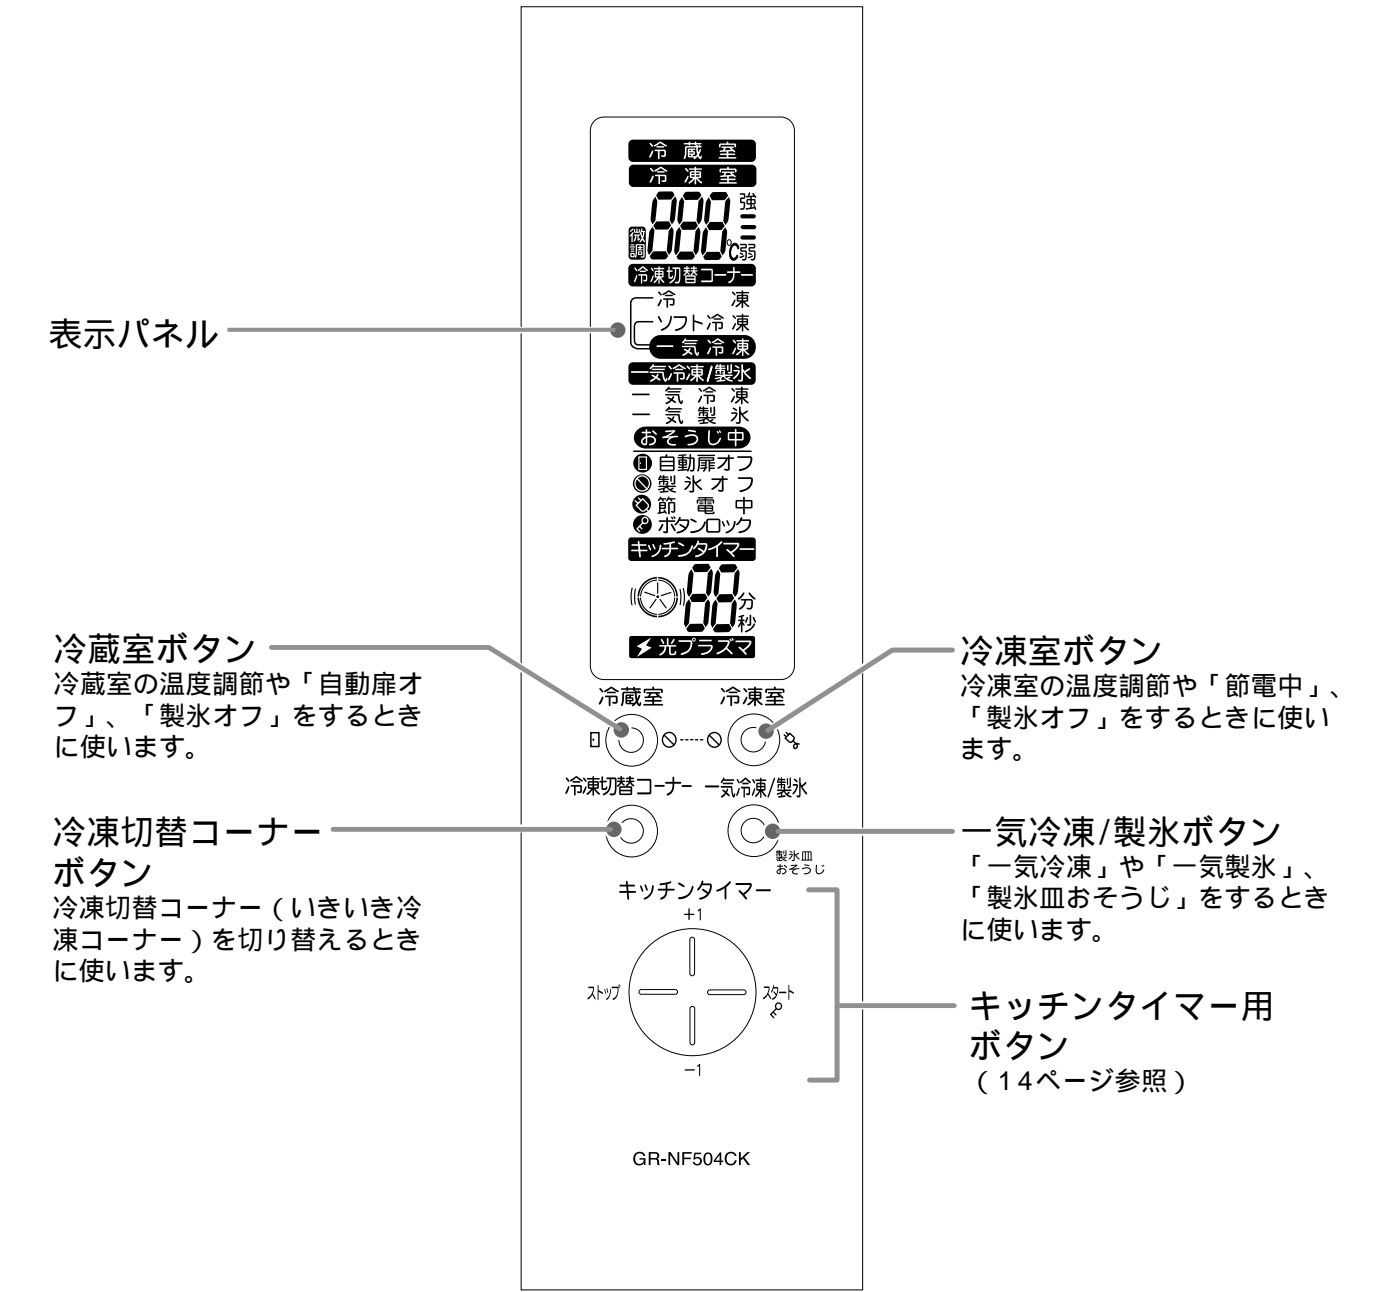 冷蔵室
冷凍室
888
強
微調
℃弱
冷凍切替コーナー
冷凍
ソフト冷凍
一気冷凍
一気冷凍/製氷
一気冷凍
一気製氷
おそうじ中
自動扉オフ
製氷オフ
節電中
ボタンロック
キッチンタイマー
88
分
秒
光プラズマ
表示パネル
冷蔵室ボタン
冷蔵室の温度調節や「自動扉オ
フ」、「製氷オフ」をするとき
に使います。
冷凍切替コーナー
ボタン
冷凍切替コーナー（いきいき冷
凍コーナー）を切り替えるとき
に使います。
冷蔵室 冷凍室
冷凍切替コーナー 一気冷凍/製氷
製氷皿
おそうじ
キッチンタイマー
+1
ストップ スタート
−1
GR-NF504CK
冷凍室ボタン
冷凍室の温度調節や「節電中」、
「製氷オフ」をするときに使い
ます。
一気冷凍/製氷ボタン
「一気冷凍」や「一気製氷」、
「製氷皿おそうじ」をするとき
に使います。
キッチンタイマー用
ボタン
（14ページ参照）